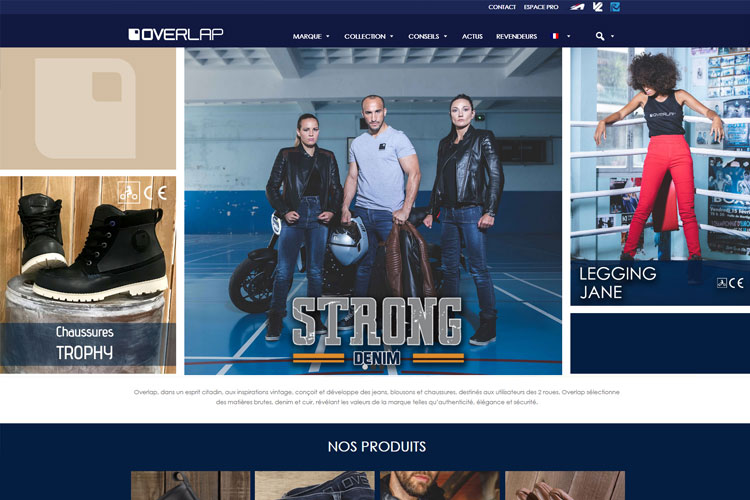 CONTACT ESPACE PRO
OVERLAP
MARQUE COLLECTION CONSEILS ACTUS REVENDEURS
CE
Chaussures
TROPHY
STRONG
DENIM
OVERLAP
LEGGING
JANE
CE
Overlap, dans un esprit citadin, aux inspirations vintage, conçoit et développe des jeans, blousons et chaussures, destinés aux utilisateurs des 2 roues. Overlap sélectionne
des matières brutes, denim et cuir, révélant les valeurs de la marque telles qu'authenticité, élégance et sécurité.
NOS PRODUITS